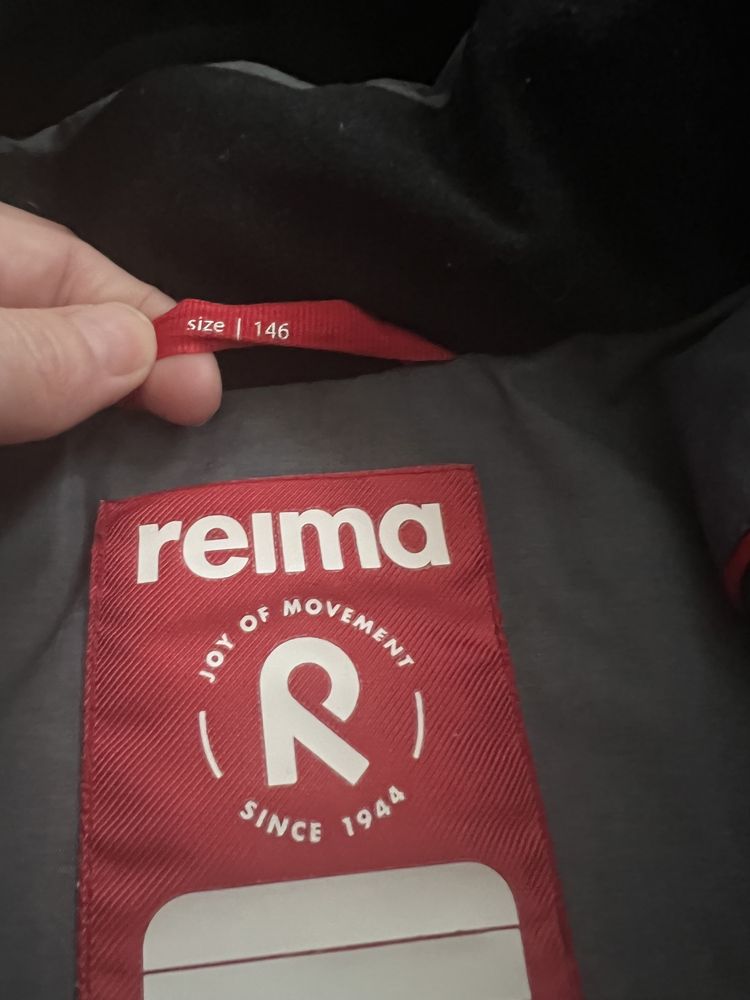 size | 146
reima
JOY OF MOVEMENT
R
SINCE 1944